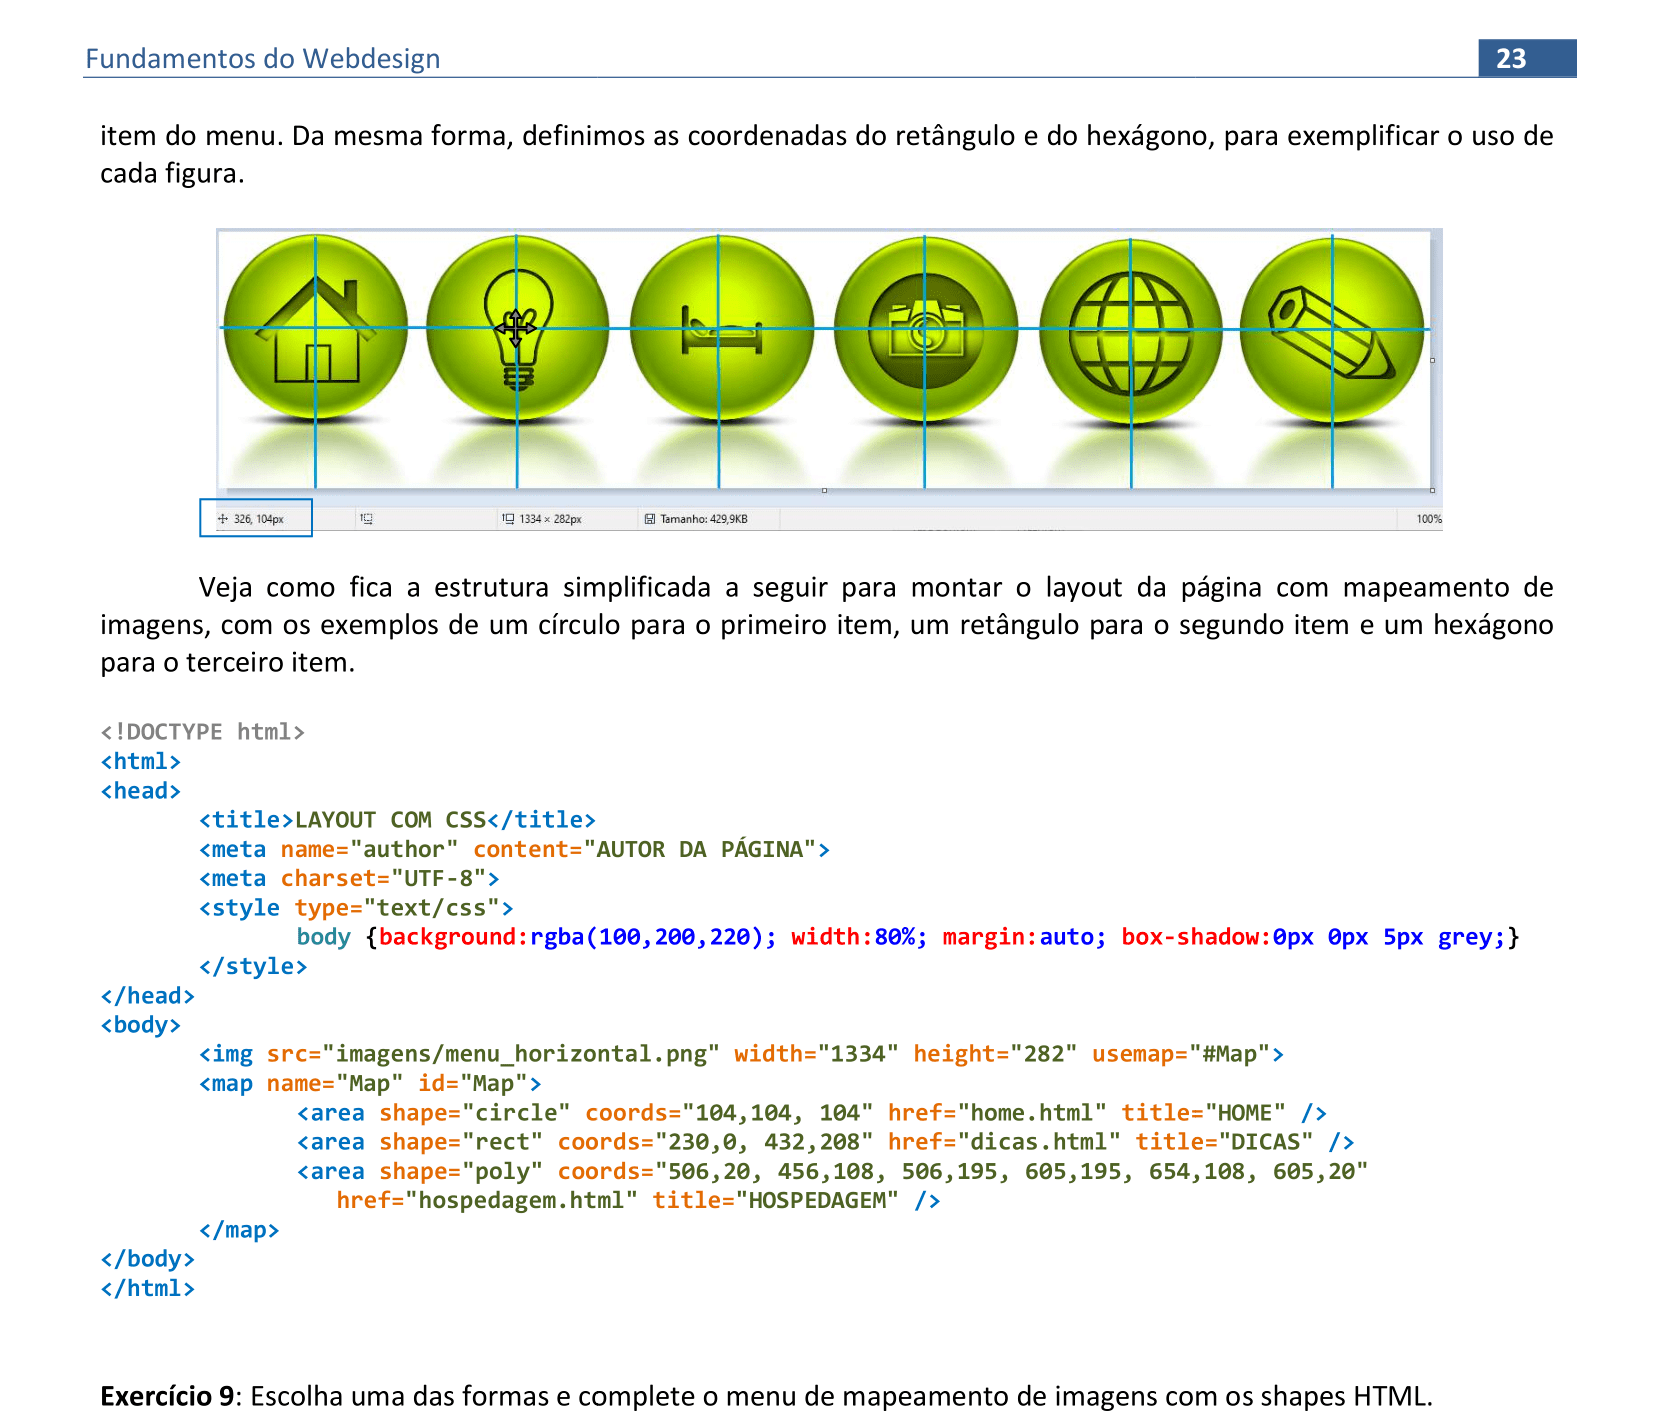 Fundamentos do Webdesign 23
item do menu. Da mesma forma, definimos as coordenadas do retângulo e do hexágono, para exemplificar o uso de
cada figura.
326, 104px 1334 × 282px Tamanho: 429,9KB 100%
Veja como fica a estrutura simplificada a seguir para montar o layout da página com mapeamento de
imagens, com os exemplos de um círculo para o primeiro item, um retângulo para o segundo item e um hexágono
para o terceiro item.
<!DOCTYPE html>
<html>
<head>
<title>LAYOUT COM CSS</title>
<meta name="author" content="AUTOR DA PÁGINA">
<meta charset="UTF-8">
<style type="text/css">
body {background:rgba(100,200,220); width:80%; margin:auto; box-shadow:0px 0px 5px grey;}
</style>
</head>
<body>
<img src="imagens/menu_horizontal.png" width="1334" height="282" usemap="#Map">
<map name="Map" id="Map">
<area shape="circle" coords="104,104, 104" href="home.html" title="HOME" />
<area shape="rect" coords="230,0, 432,208" href="dicas.html" title="DICAS" />
<area shape="poly" coords="506,20, 456,108, 506,195, 605,195, 654,108, 605,20"
href="hospedagem.html" title="HOSPEDAGEM" />
</map>
</body>
</html>
Exercício 9: Escolha uma das formas e complete o menu de mapeamento de imagens com os shapes HTML.